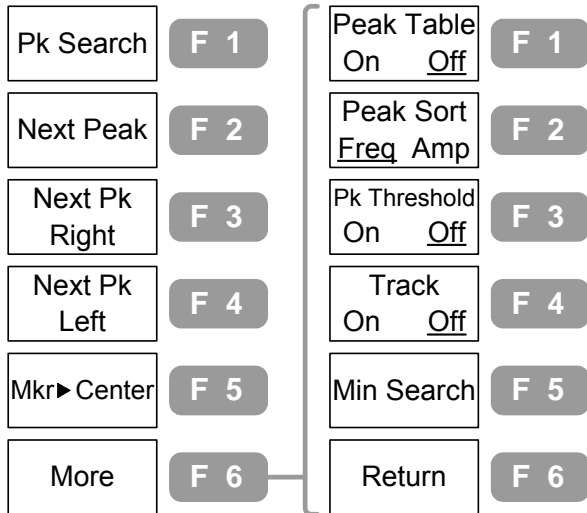 Pk Search
F 1
Next Peak
F 2
Next Pk
Right
F 3
Next Pk
Left
F 4
Mkr▶Center
F 5
More
F 6
Peak Table
On Off
F 1
Peak Sort
Freq Amp
F 2
Pk Threshold
On Off
F 3
Track
On Off
F 4
Min Search
F 5
Return
F 6